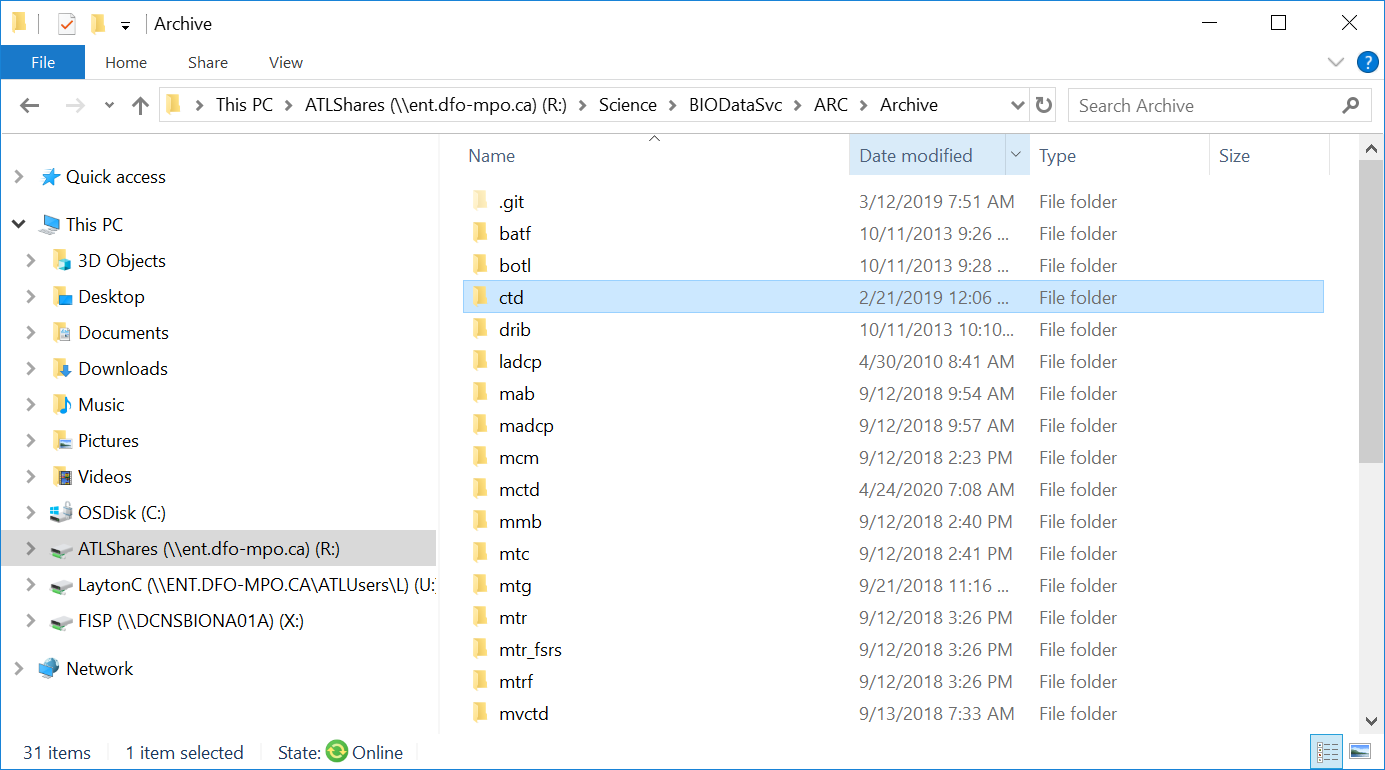 Archive
File Home Share View ?
This PC ATLShares (\\ent.dfo-mpo.ca) (R:) Science BIODataSvc ARC Archive Search Archive
Quick access
This PC
3D Objects
Desktop
Documents
Downloads
Music
Pictures
Videos
OSDisk (C:)
ATLShares (\\ent.dfo-mpo.ca) (R:)
LaytonC (\\ENT.DFO-MPO.CA\ATLUsers\L) (U:
FISP (\\DCNSBIONA01A) (X:)
Network
Name Date modified Type Size
.git 3/12/2019 7:51 AM File folder
batf 10/11/2013 9:26 ... File folder
botl 10/11/2013 9:28 ... File folder
ctd 2/21/2019 12:06 ... File folder
drib 10/11/2013 10:10... File folder
ladcp 4/30/2010 8:41 AM File folder
mab 9/12/2018 9:54 AM File folder
madcp 9/12/2018 9:57 AM File folder
mcm 9/12/2018 2:23 PM File folder
mctd 4/24/2020 7:08 AM File folder
mmb 9/12/2018 2:40 PM File folder
mtc 9/12/2018 2:41 PM File folder
mtg 9/21/2018 11:16 ... File folder
mtr 9/12/2018 3:26 PM File folder
mtr_fsrs 9/12/2018 3:26 PM File folder
mtrf 9/12/2018 3:26 PM File folder
mvctd 9/13/2018 7:33 AM File folder
31 items 1 item selected State: Online